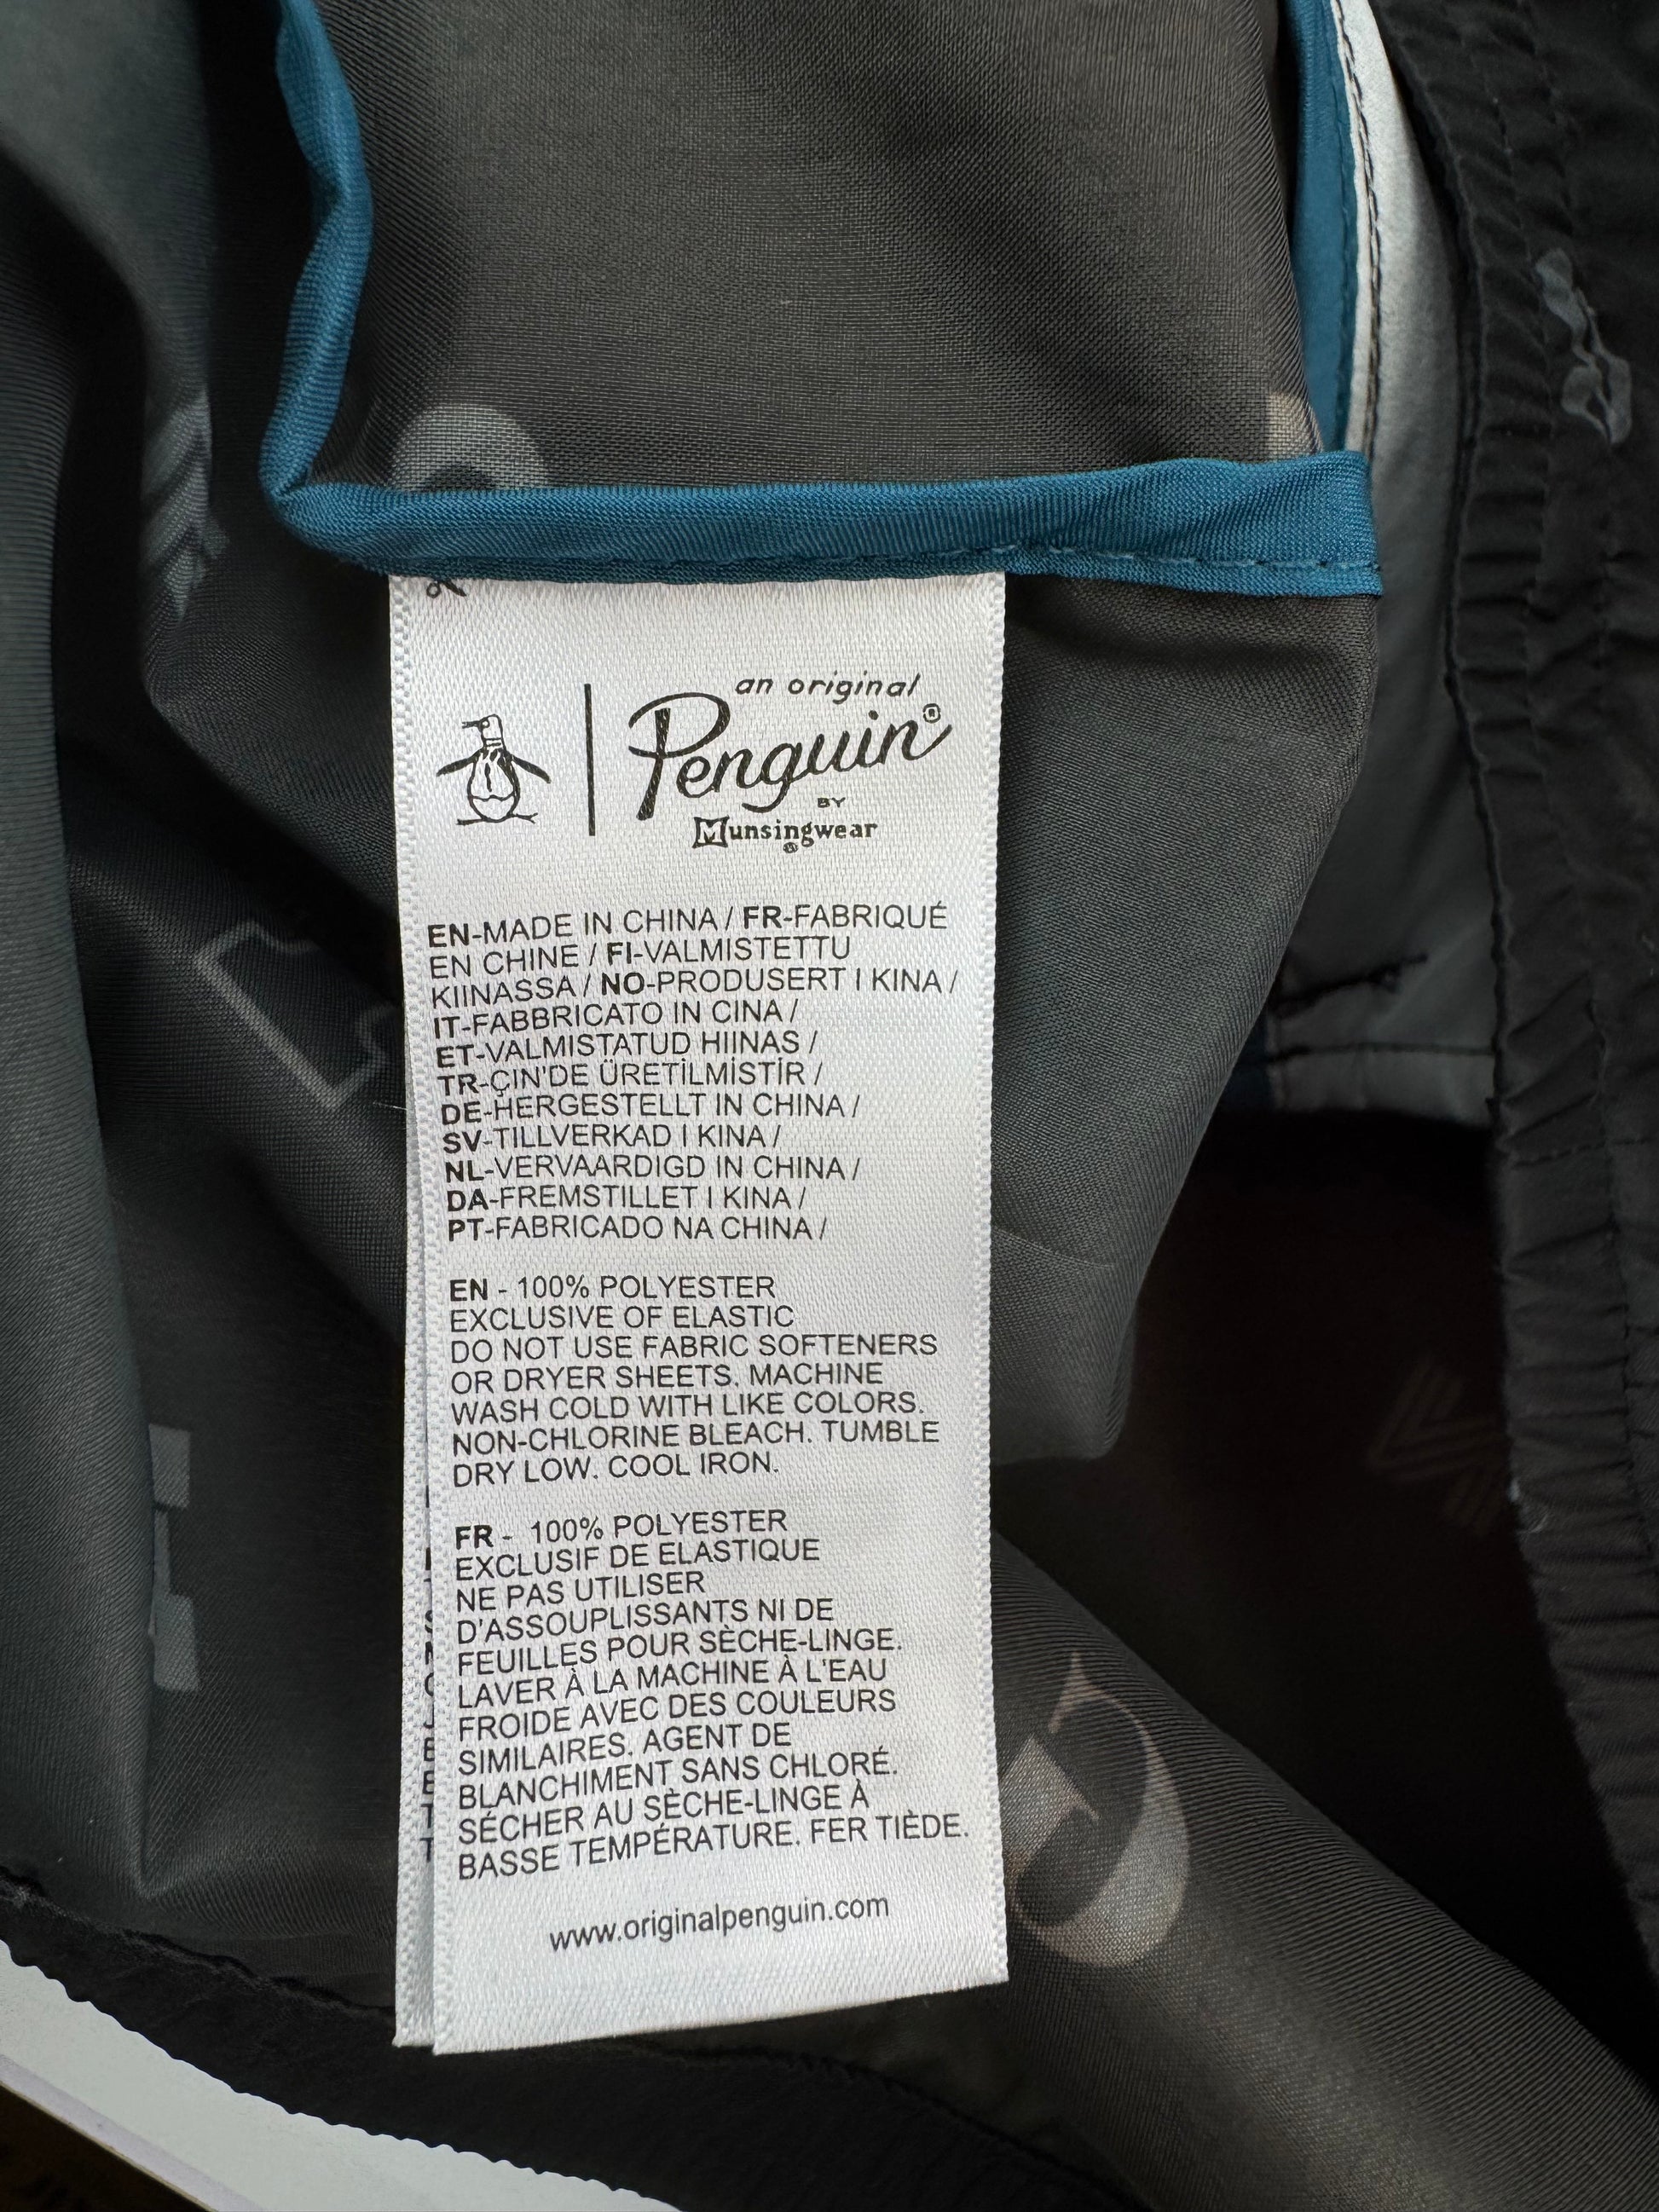 an original
Penguin®
BY
Munsingwear
®
EN-MADE IN CHINA / FR-FABRIQUÉ
EN CHINE / FI-VALMISTETTU
KIINASSA / NO-PRODUSERT I KINA /
IT-FABBRICATO IN CINA /
ET-VALMISTATUD HIINAS /
TR-ÇIN'DE ÜRETİLMİSTİR /
DE-HERGESTELLT IN CHINA /
SV-TILLVERKAD I KINA /
NL-VERVAARDIGD IN CHINA /
DA-FREMSTILLET I KINA /
PT-FABRICADO NA CHINA /
EN - 100% POLYESTER
EXCLUSIVE OF ELASTIC
DO NOT USE FABRIC SOFTENERS
OR DRYER SHEETS. MACHINE
WASH COLD WITH LIKE COLORS.
NON-CHLORINE BLEACH. TUMBLE
DRY LOW. COOL IRON.
FR - 100% POLYESTER
EXCLUSIF DE ELASTIQUE
NE PAS UTILISER
D'ASSOUPLISSANTS NI DE
FEUILLES POUR SÈCHE-LINGE.
LAVER À LA MACHINE À L'EAU
FROIDE AVEC DES COULEURS
SIMILAIRES. AGENT DE
BLANCHIMENT SANS CHLORÉ.
SÉCHER AU SÈCHE-LINGE À
BASSE TEMPÉRATURE. FER TIÈDE.
www.originalpenguin.com